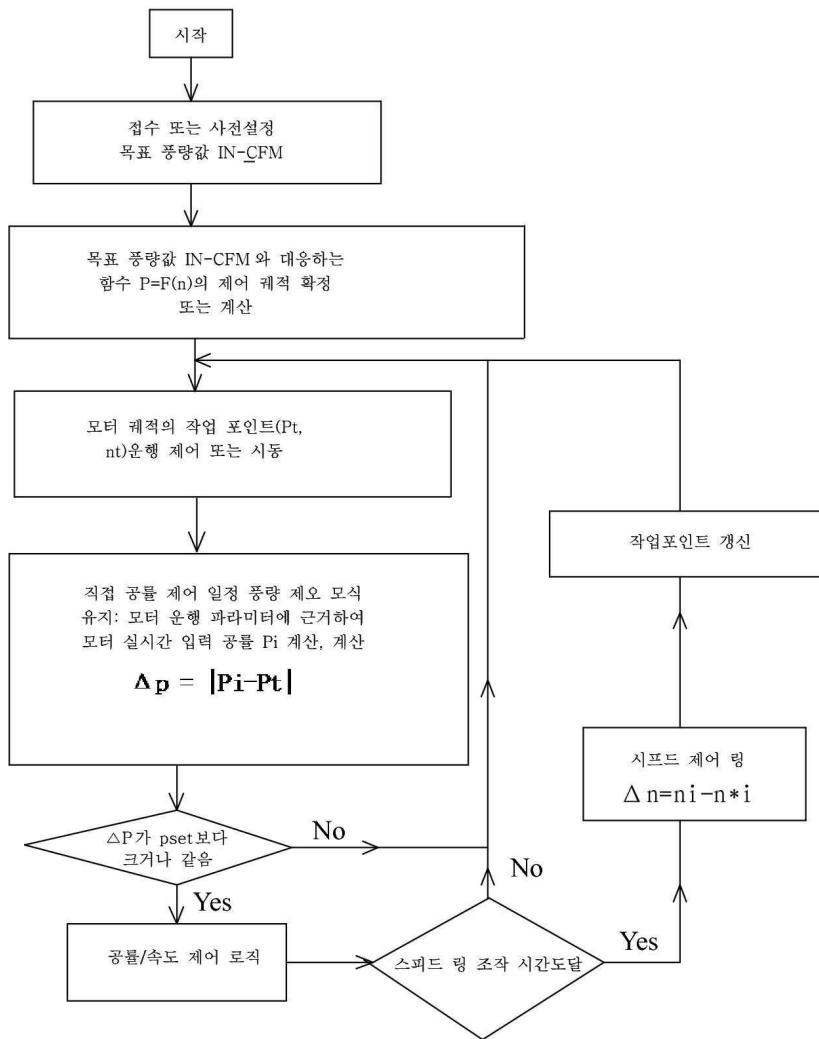 시작
접수 또는 사전설정
목표 풍량값 IN-CFM
목표 풍량값 IN-CFM 와 대응하는
함수 P=F(n)의 제어 궤적 확정
또는 계산
모터 궤적의 작업 포인트(Pt,
nt)운행 제어 또는 시동
직접 공률 제어 일정 풍량 제오 모식
유지: 모터 운행 파라미터에 근거하여
모터 실시간 입력 공률 Pi 계산, 계산
Δp = |Pi-Pt|
△P가 pset보다
크거나 같음
No
Yes
공률/속도 제어 로직
스피드 링 조작 시간도달
No
Yes
시프드 제어 링
Δn=ni-n*i
작업포인트 갱신